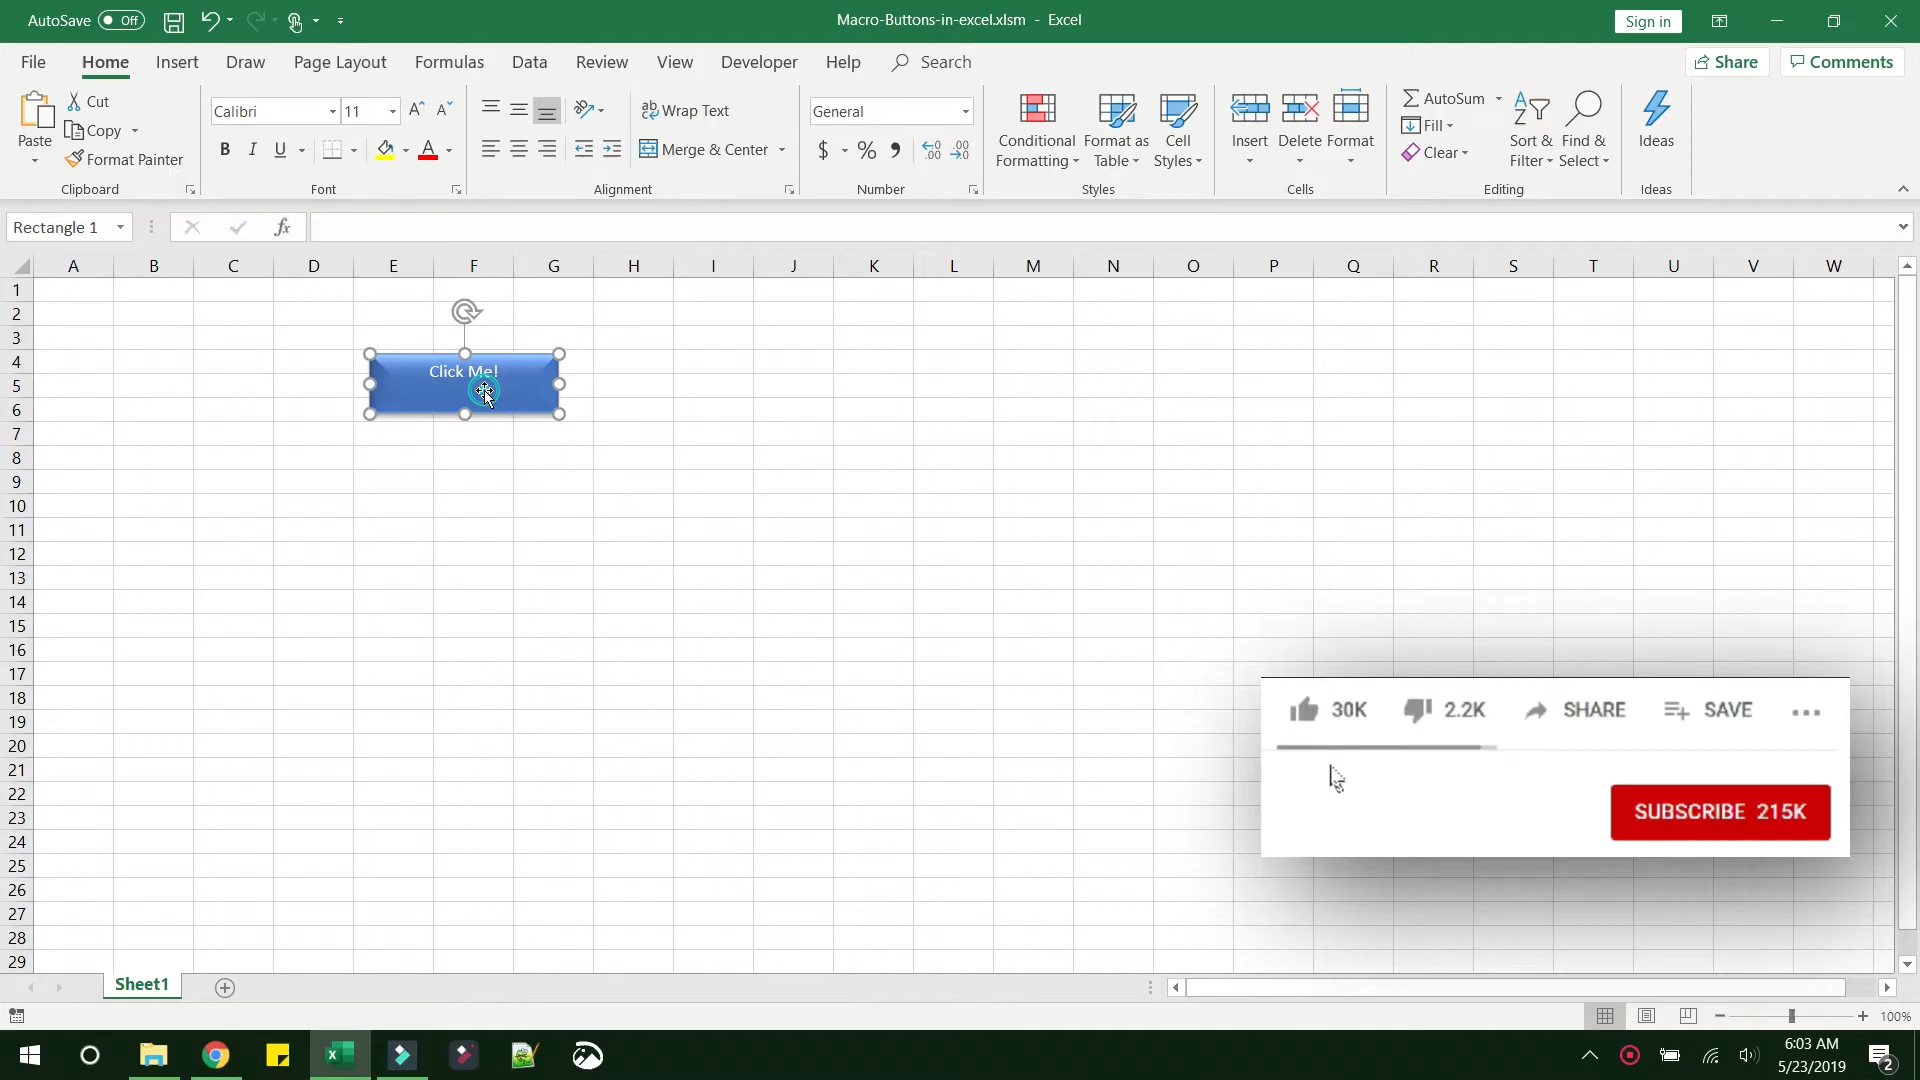 AutoSave Off
Macro-Buttons-in-excel.xlsm - Excel
Sign in
File Home Insert Draw Page Layout Formulas Data Review View Developer Help Search
Share Comments
Paste
Cut
Copy
Format Painter
Clipboard
Calibri 11
B I U
Font
ab Wrap Text
Merge & Center
Alignment
General
$ % ,
Number
Conditional Formatting
Format as Table
Cell Styles
Styles
Insert Delete Format
Cells
AutoSum
Fill
Clear
Sort & Filter
Find & Select
Editing
Ideas
Ideas
Rectangle 1
fx
A B C D E F G H I J K L M N O P Q R S T U V W
1
2
3
4
Click Me!
5
6
7
8
9
10
11
12
13
14
15
16
17
18
19
20
21
22
23
24
25
26
27
28
29
30K 2.2K SHARE SAVE ...
SUBSCRIBE 215K
Sheet1
100%
6:03 AM
5/23/2019
2